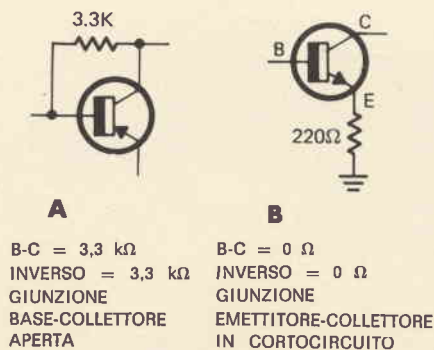 3.3K
A
B-C = 3,3 kΩ
INVERSO = 3,3 kΩ
GIUNZIONE
BASE-COLLETTORE
APERTA
C
B
E
220Ω
B
B-C = 0 Ω
INVERSO = 0 Ω
GIUNZIONE
EMETTITORE-COLLETTORE
IN CORTOCIRCUITO